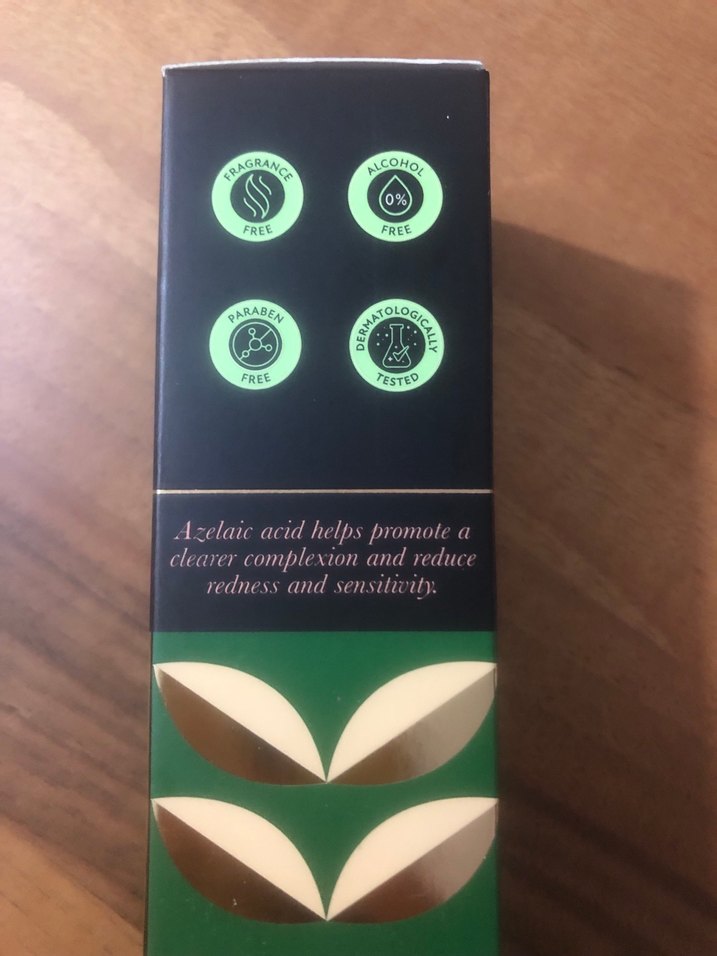 FRAGRANCE
FREE
ALCOHOL
0%
FREE
PARABEN
FREE
DERMATOLOGICALLY
TESTED
Azelaic acid helps promote a
clearer complexion and reduce
redness and sensitivity.